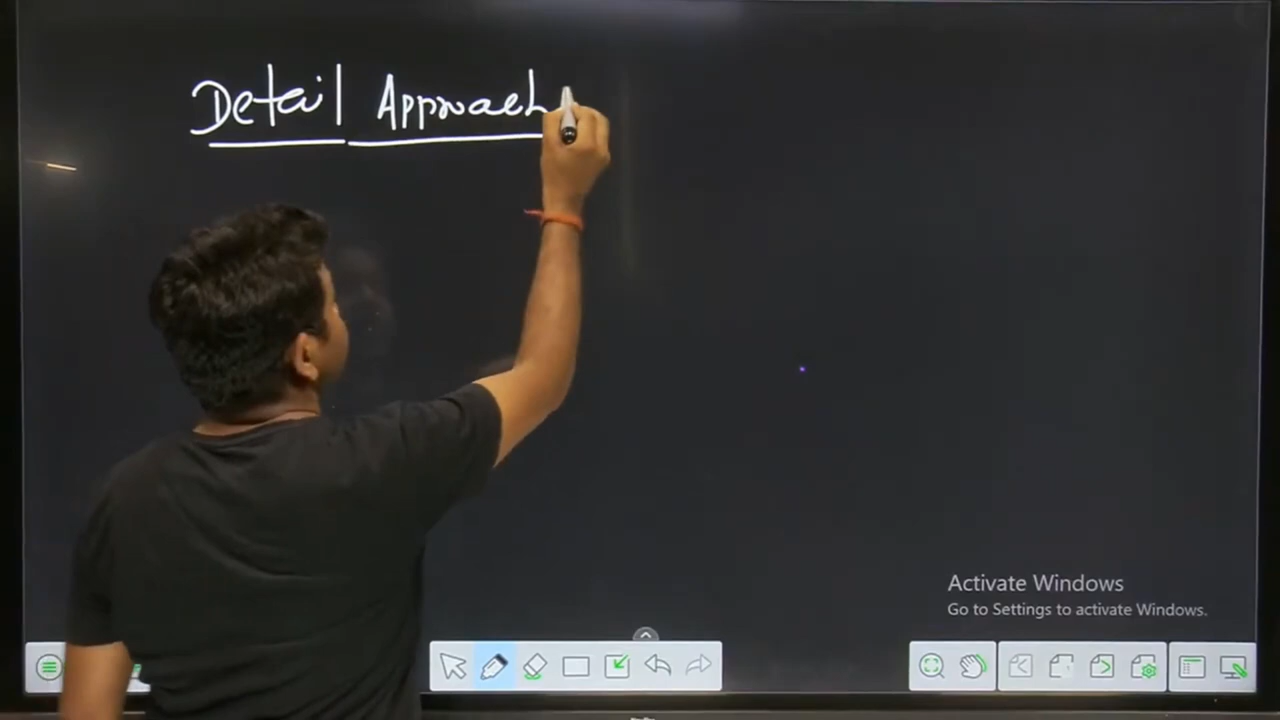 Detail Approach
Activate Windows
Go to Settings to activate Windows.